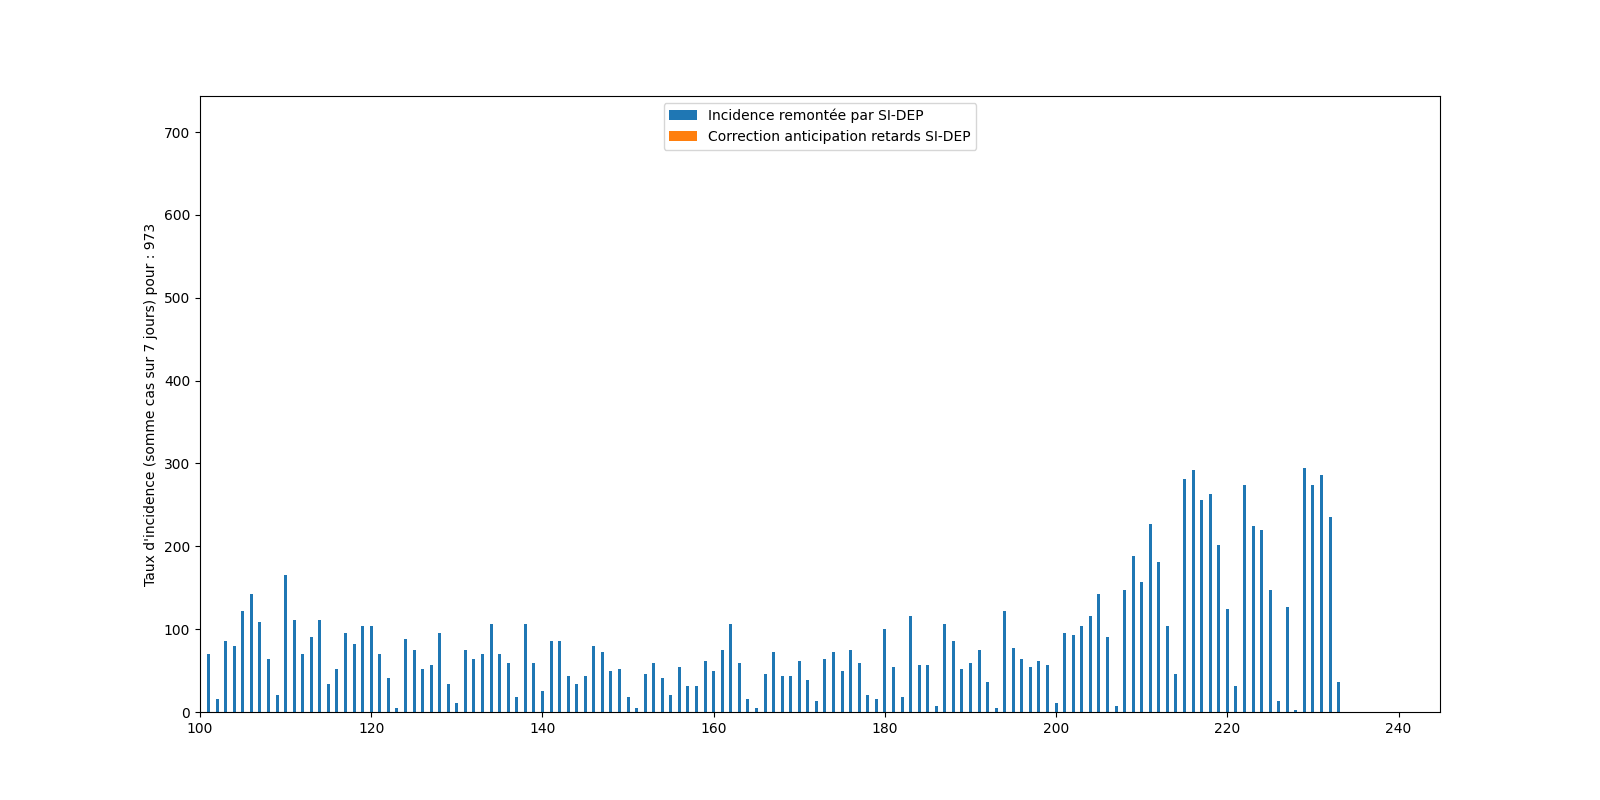 Incidence remontée par SI-DEP
Correction anticipation retards SI-DEP
Taux d'incidence (somme cas sur 7 jours) pour : 973
700
600
500
400
300
200
100
0
100 120 140 160 180 200 220 240